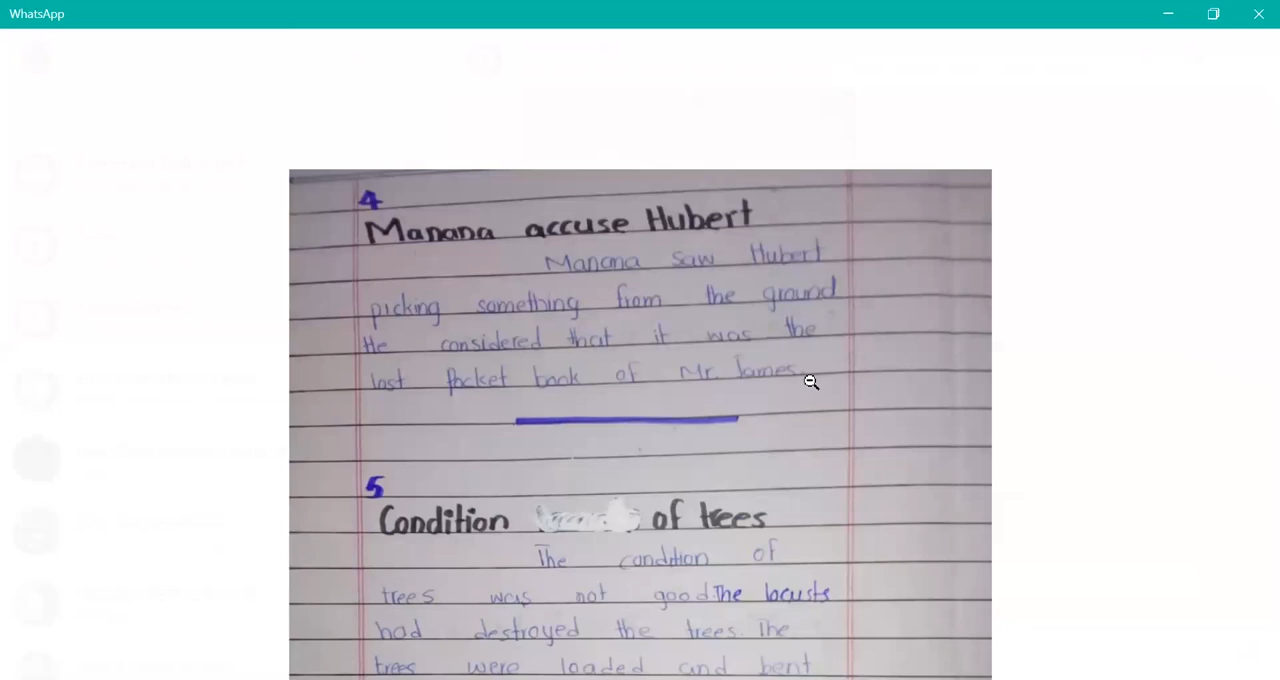 WhatsApp
4
Manana accuse Hubert
Manana saw Hubert
picking something from the ground
He considered that it was the
lost pocket book of Mr. James.
5
Condition of trees
The condition of
trees was not good.The locusts
had destroyed the trees. The
trees were loaded and bent